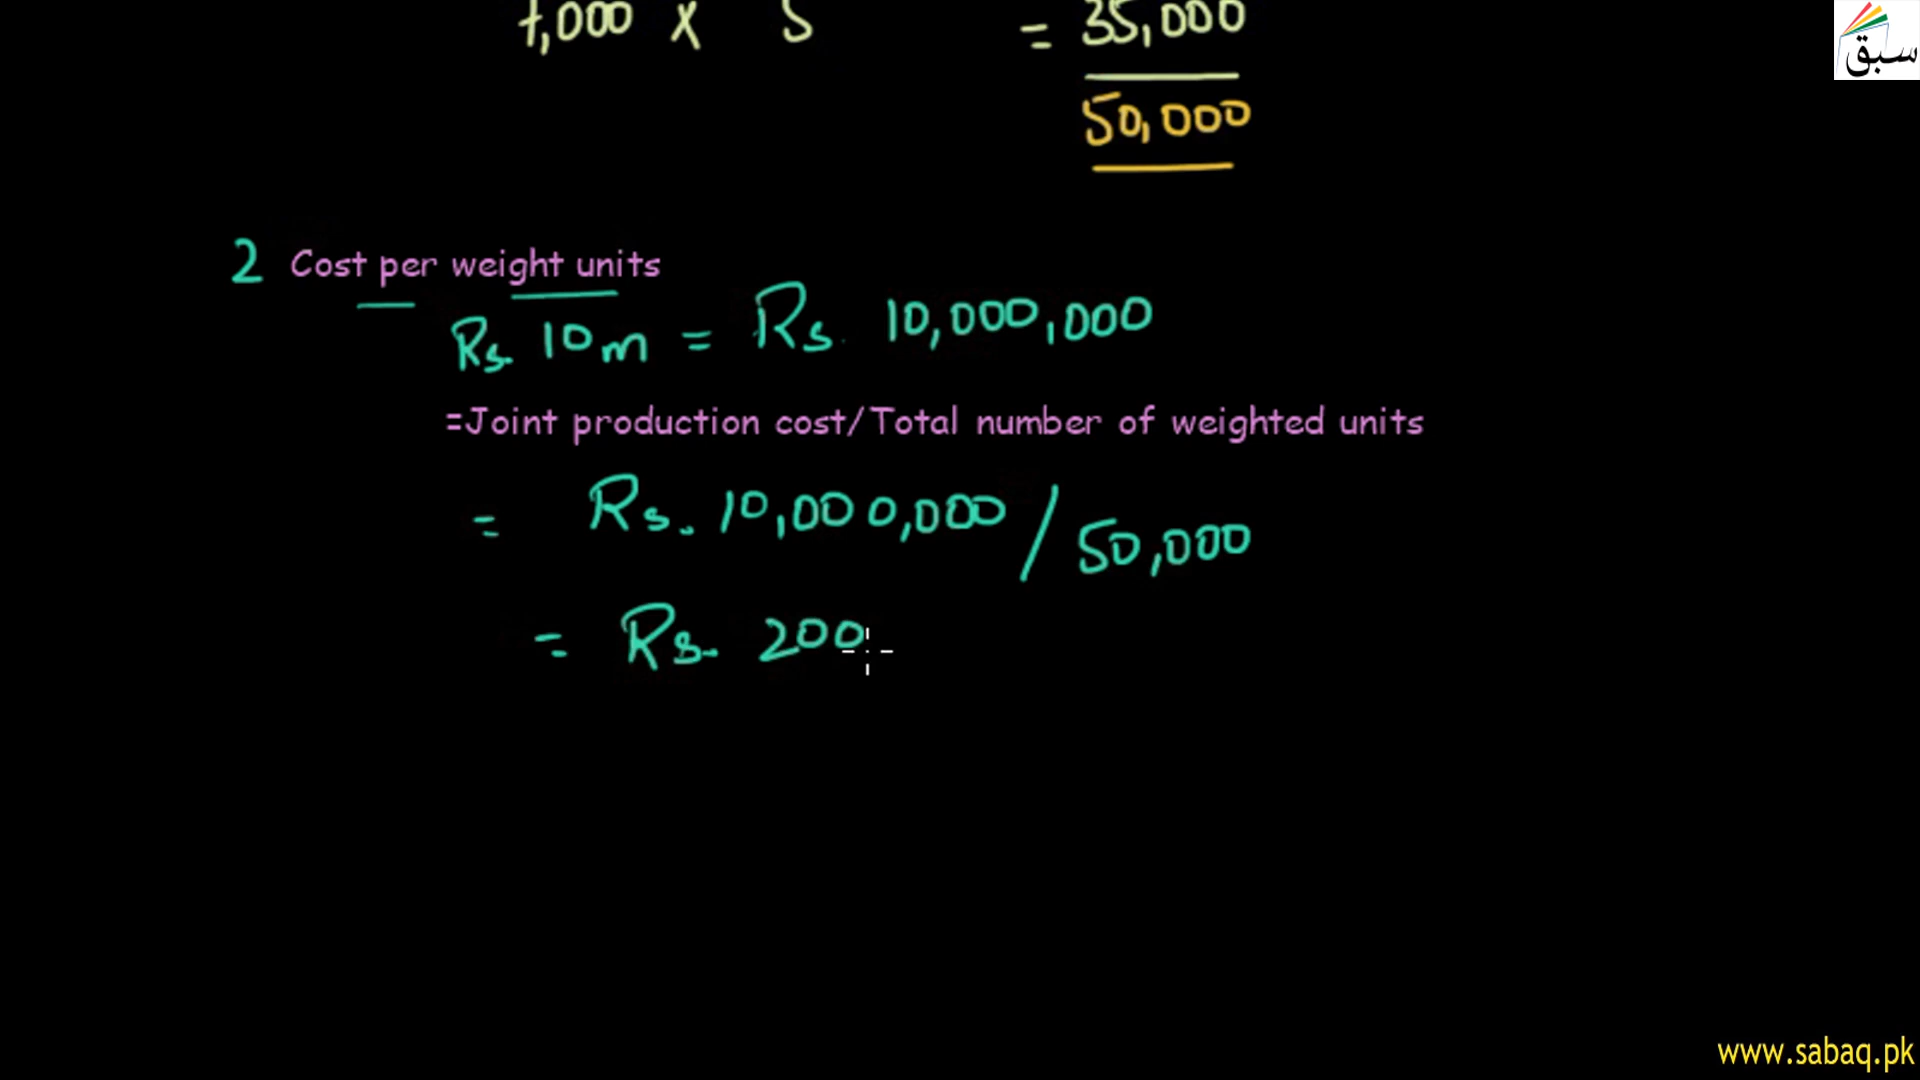 7,000 x 5 = 35,000
سبق
50,000
2 Cost per weight units
Rs. 10m = Rs. 10,000,000
=Joint production cost/Total number of weighted units
= Rs. 10,000,000 / 50,000
= Rs. 200
www.sabaq.pk